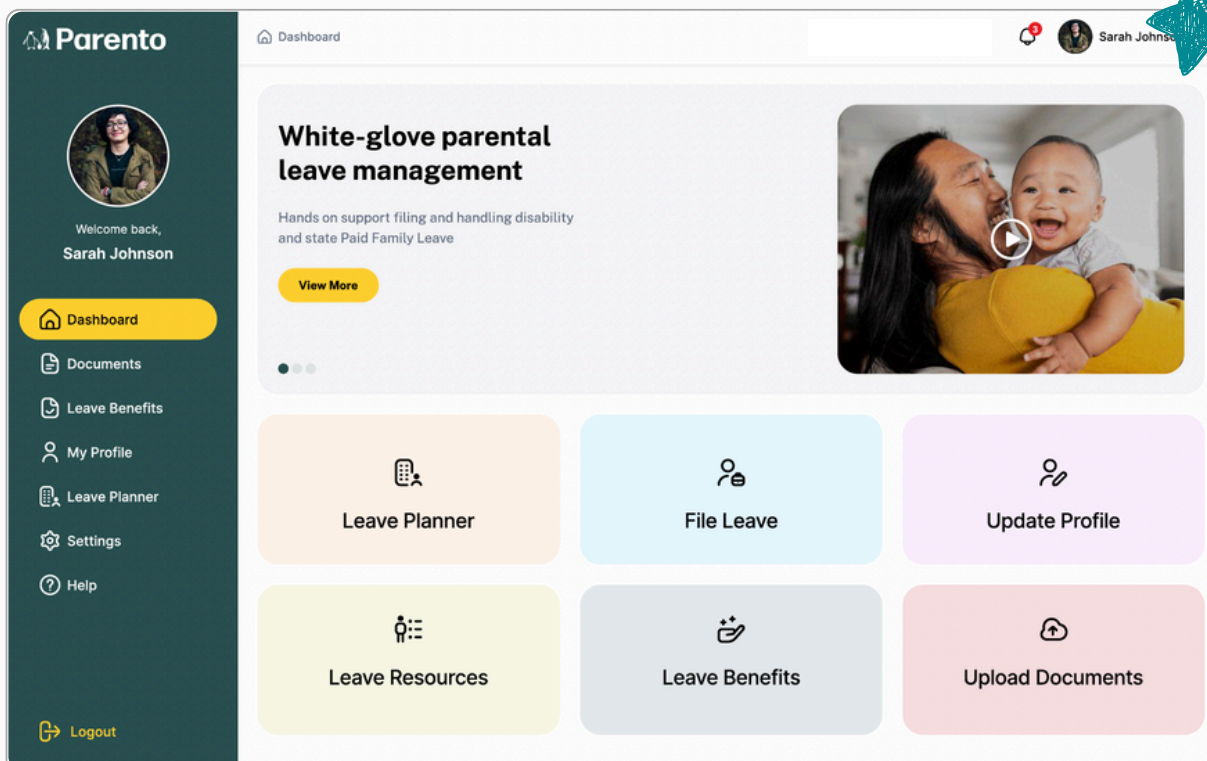 Parento
Welcome back,
Sarah Johnson
Dashboard
Documents
Leave Benefits
My Profile
Leave Planner
Settings
Help
Logout
Dashboard
3
Sarah
White-glove parental
leave management
Hands on support filing and handling disability
and state Paid Family Leave
View More
Leave Planner
File Leave
Update Profile
Leave Resources
Leave Benefits
Upload Documents